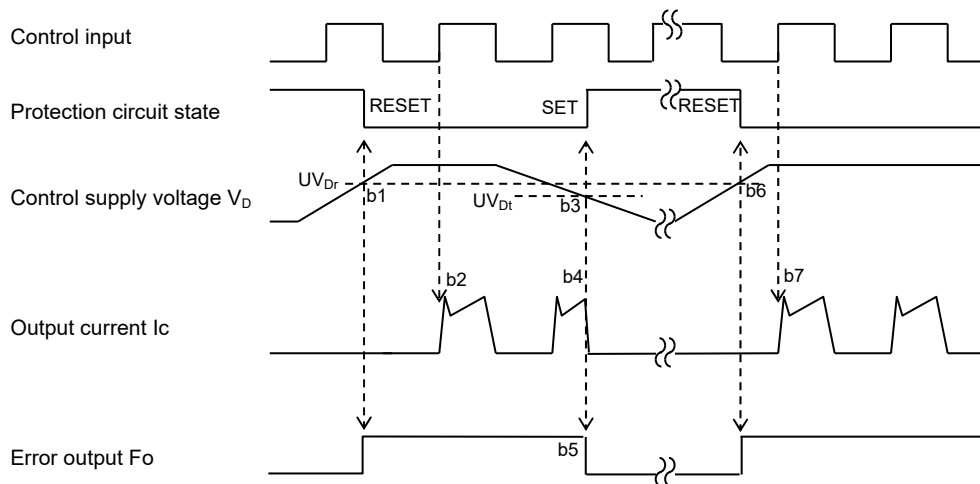 Control input
Protection circuit state
RESET
SET
RESET
Control supply voltage VD
UVDr
b1
UVDt
b3
b6
Output current Ic
b2
b4
b7
Error output Fo
b5